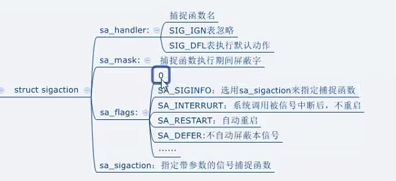 struct sigaction
sa_handler:
捕捉函数名
SIG_IGN表忽略
SIG_DFL表执行默认动作
sa_mask: 捕捉函数执行期间屏蔽字
sa_flags:
0
SA_SIGINFO：选用sa_sigaction来指定捕捉函数
SA_INTERRURT：系统调用被信号中断后，不重启
SA_RESTART：自动重启
SA_DEFER:不自动屏蔽本信号
......
sa_sigaction：指定带参数的信号捕捉函数